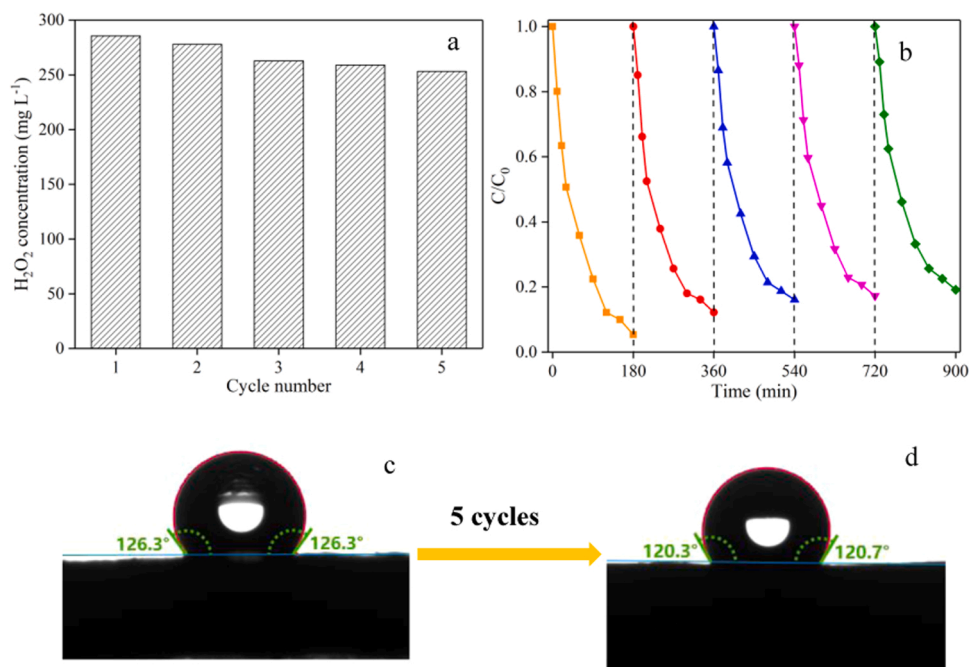 a
H₂O₂ concentration (mg L⁻¹)
300
250
200
150
100
50
0
1 2 3 4 5
Cycle number
b
C/C₀
1.0
0.8
0.6
0.4
0.2
0.0
0 180 360 540 720 900
Time (min)
c
126.3° 126.3°
5 cycles
d
120.3° 120.7°